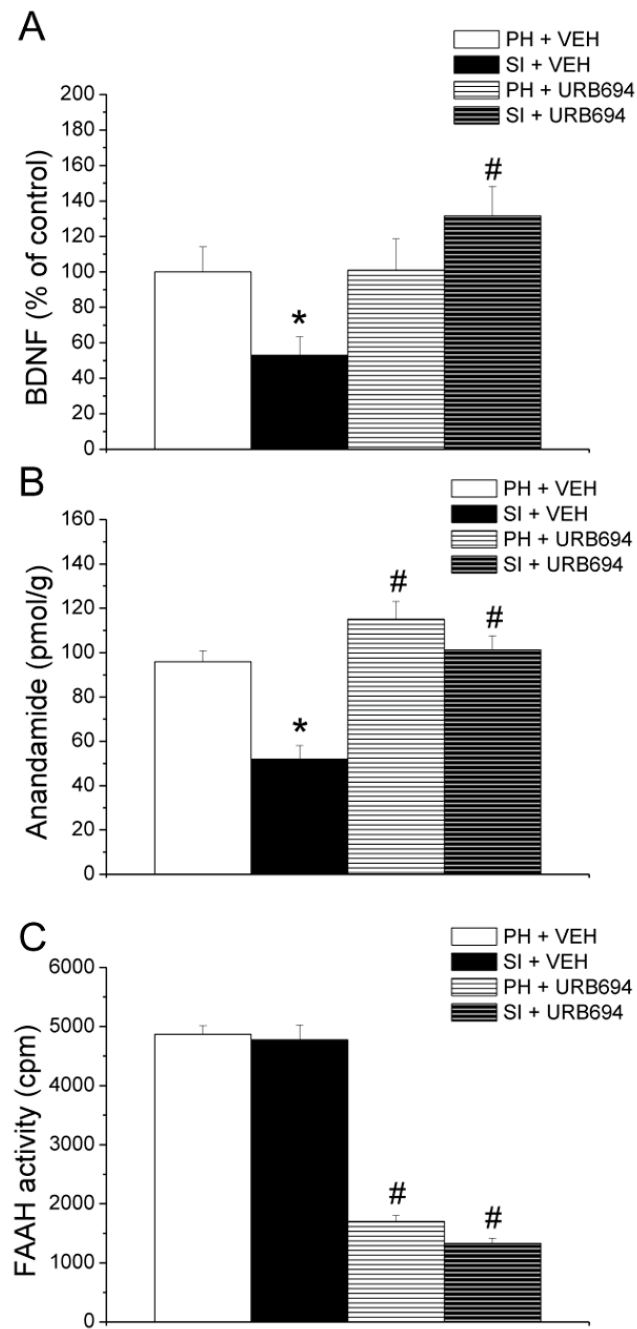 A
PH + VEH
SI + VEH
PH + URB694
SI + URB694
BDNF (% of control)
200
180
160
140
120
100
80
60
40
20
0
*
#
B
PH + VEH
SI + VEH
PH + URB694
SI + URB694
Anandamide (pmol/g)
160
140
120
100
80
60
40
20
0
*
#
#
C
PH + VEH
SI + VEH
PH + URB694
SI + URB694
FAAH activity (cpm)
6000
5000
4000
3000
2000
1000
0
#
#